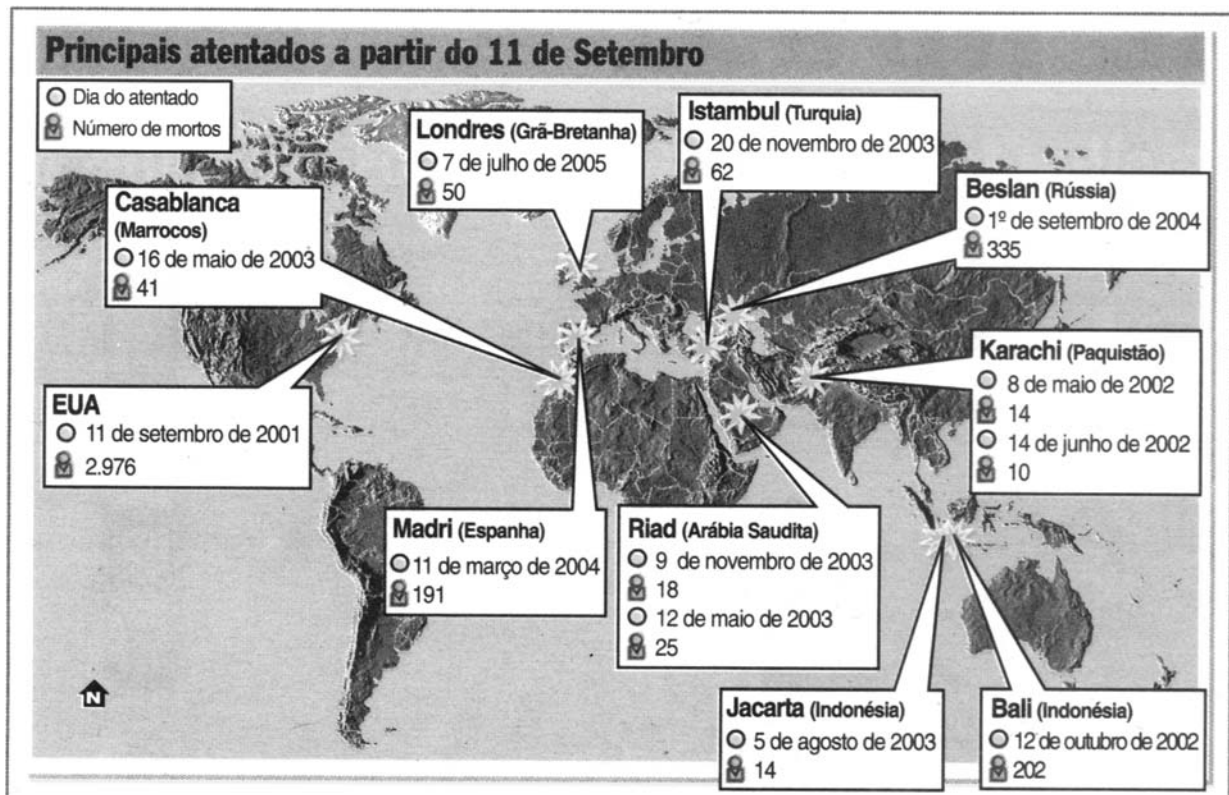 Principais atentados a partir do 11 de Setembro
Dia do atentado
Número de mortos
Londres (Grã-Bretanha)
7 de julho de 2005
50
Istambul (Turquia)
20 de novembro de 2003
62
Casablanca
(Marrocos)
16 de maio de 2003
41
Beslan (Rússia)
1º de setembro de 2004
335
EUA
11 de setembro de 2001
2.976
Karachi (Paquistão)
8 de maio de 2002
14
14 de junho de 2002
10
Madri (Espanha)
11 de março de 2004
191
Riad (Arábia Saudita)
9 de novembro de 2003
18
12 de maio de 2003
25
N
Jacarta (Indonésia)
5 de agosto de 2003
14
Bali (Indonésia)
12 de outubro de 2002
202